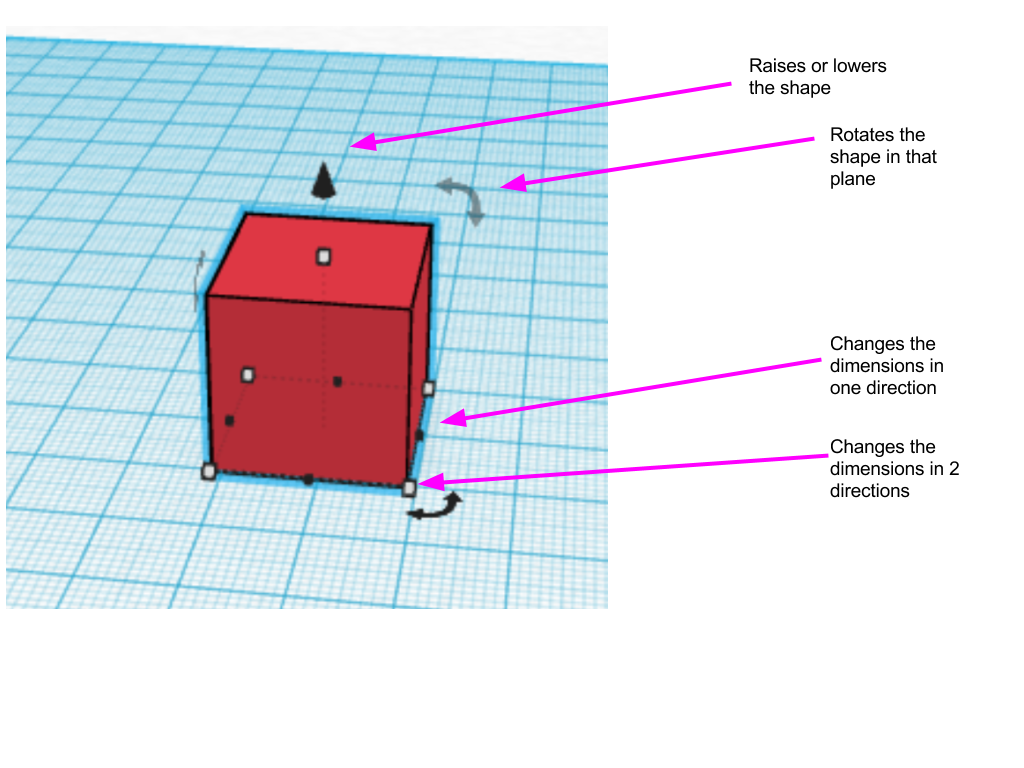 Raises or lowers
the shape
Rotates the
shape in that
plane
Changes the
dimensions in
one direction
Changes the
dimensions in 2
directions